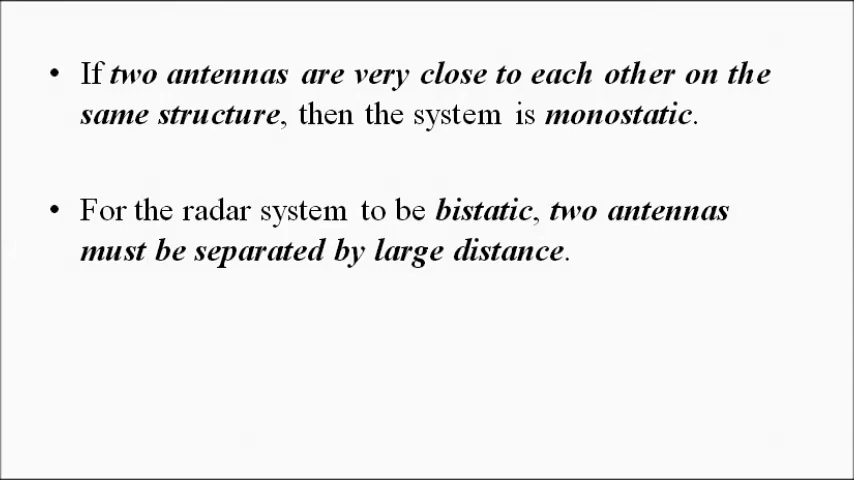 • If two antennas are very close to each other on the
same structure, then the system is monostatic.
• For the radar system to be bistatic, two antennas
must be separated by large distance.